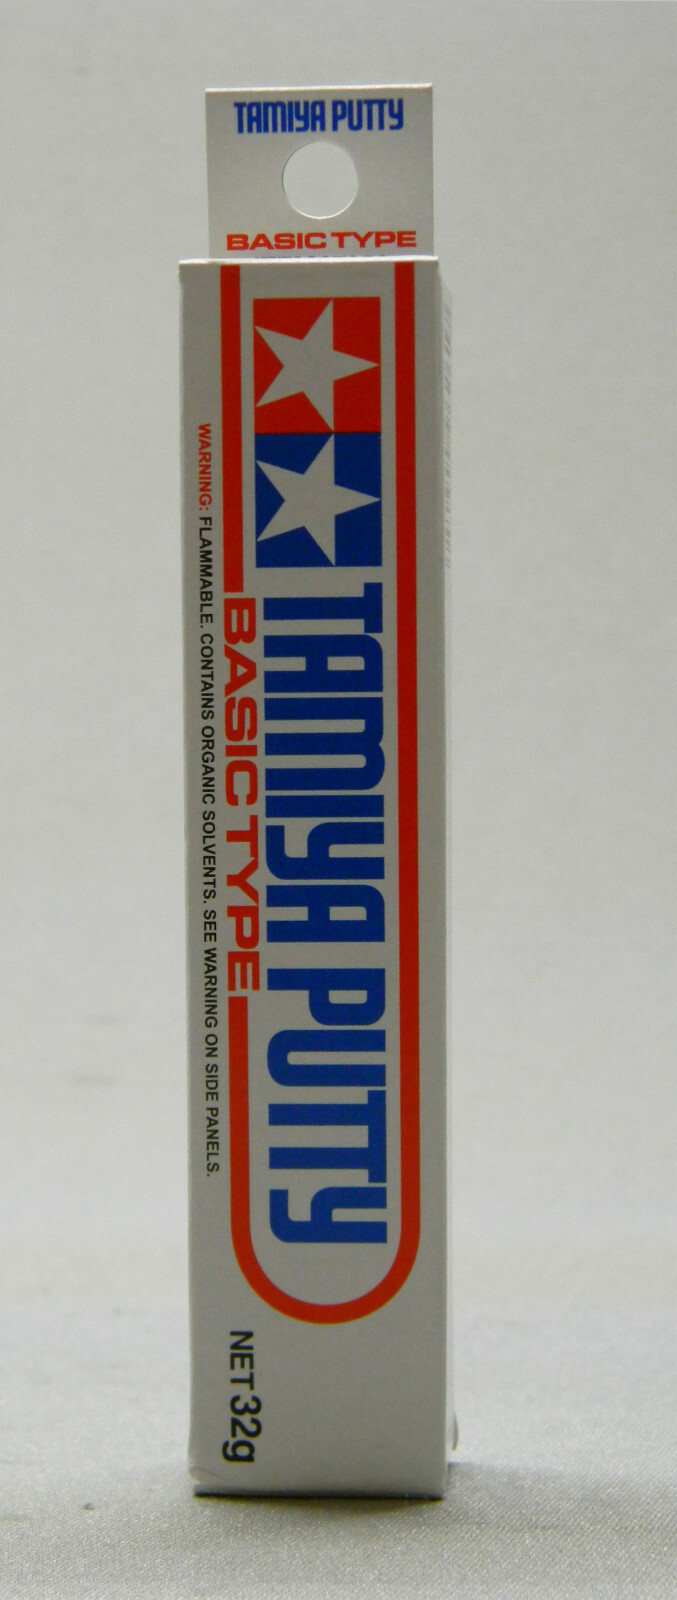 TAMIYA PUTTY
BASIC TYPE
TAMIYA PUTTY
BASIC TYPE
WARNING: FLAMMABLE. CONTAINS ORGANIC SOLVENTS. SEE WARNING ON SIDE PANELS.
NET 32g